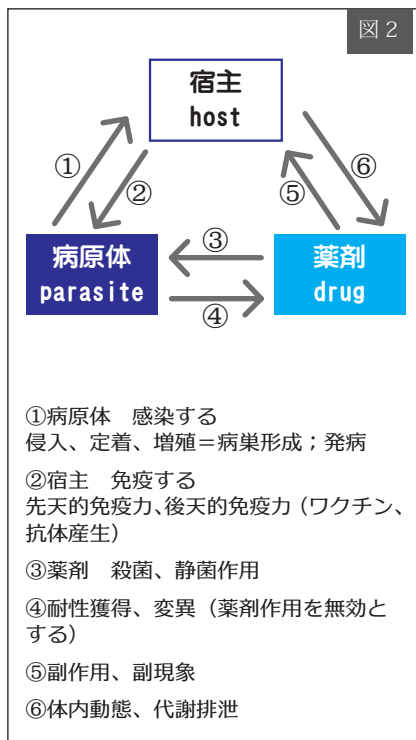 図2
宿主
host
①
②
⑥
⑤
病原体
parasite
③
④
薬剤
drug
①病原体　感染する
侵入、定着、増殖＝病巣形成；発病
②宿主　免疫する
先天的免疫力、後天的免疫力（ワクチン、
抗体産生）
③薬剤　殺菌、静菌作用
④耐性獲得、変異（薬剤作用を無効と
する）
⑤副作用、副現象
⑥体内動態、代謝排泄